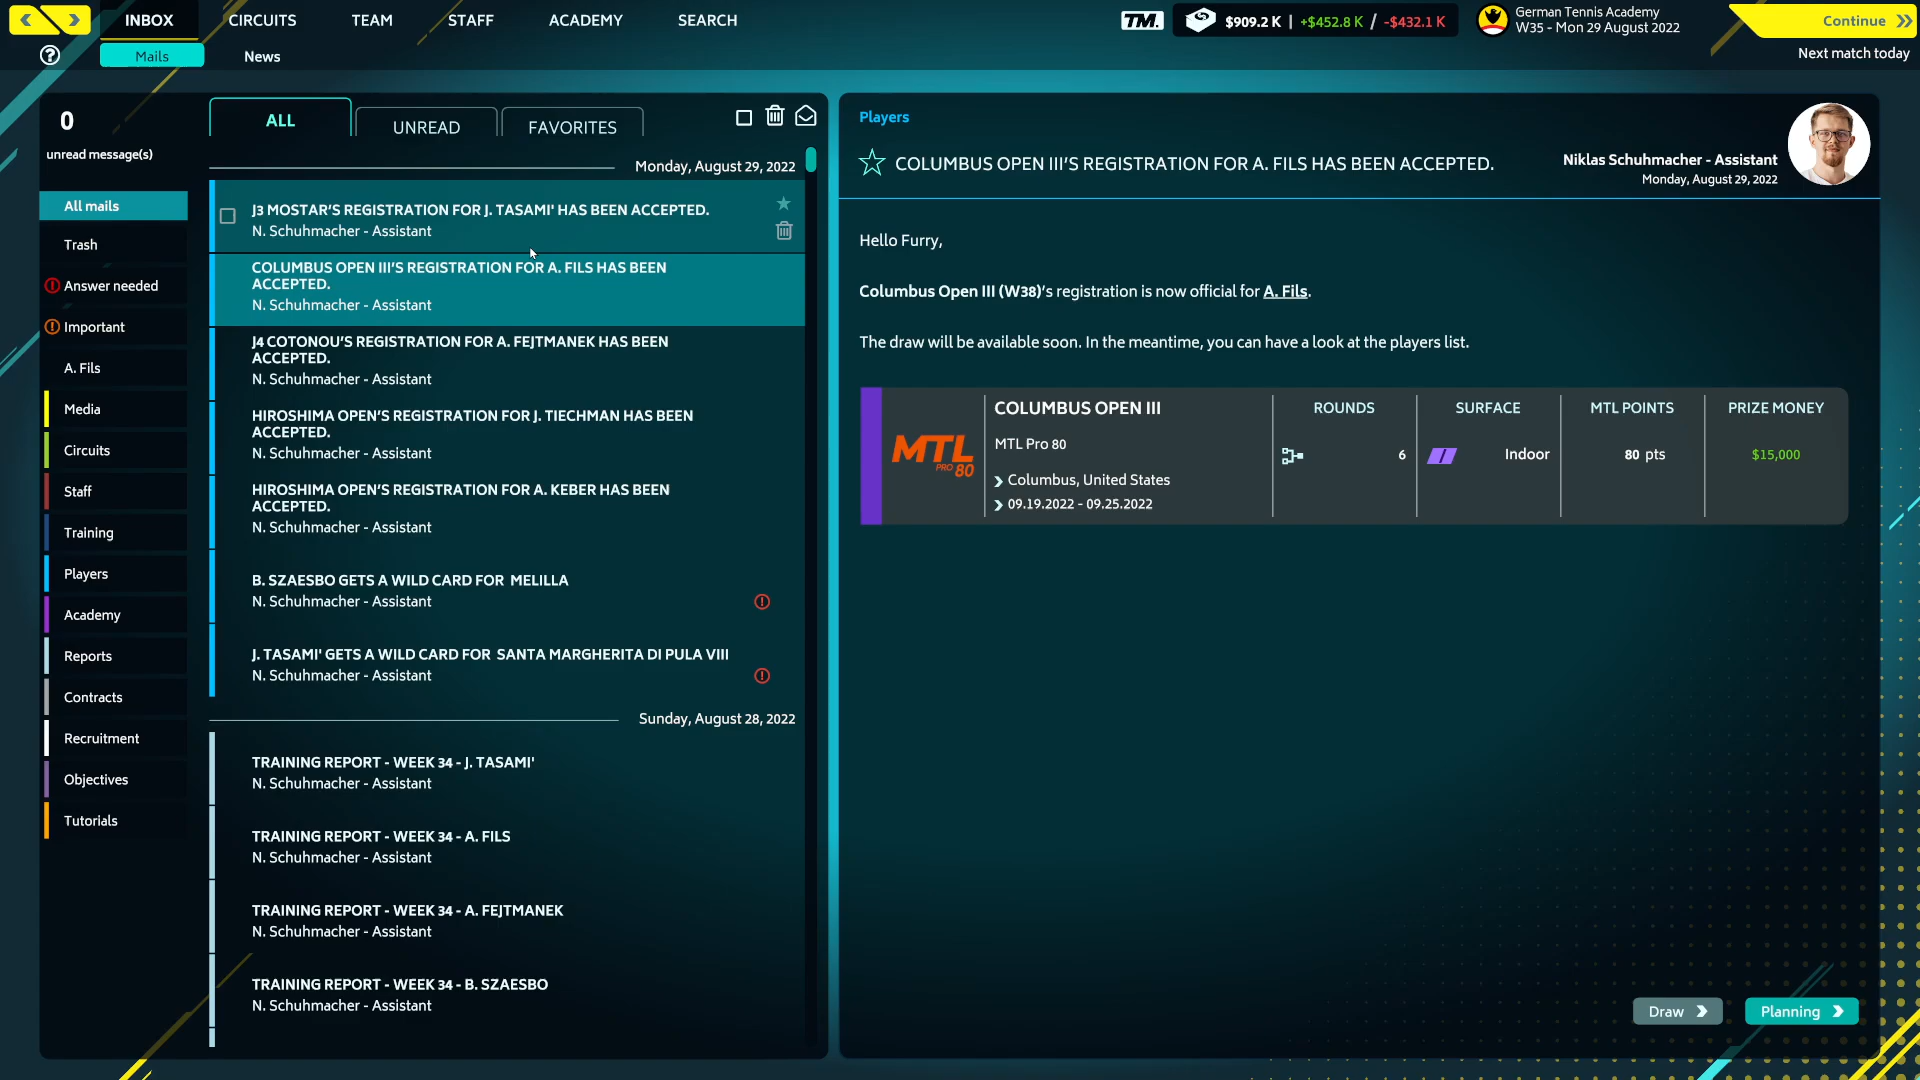 INBOX
CIRCUITS
TEAM
STAFF
ACADEMY
SEARCH
TM.
$909.2 K | +$452.8 K / -$432.1 K
German Tennis Academy
W35 - Mon 29 August 2022
Continue
Mails
News
Next match today
0
unread message(s)
All mails
Trash
Answer needed
Important
A. Fils
Media
Circuits
Staff
Training
Players
Academy
Reports
Contracts
Recruitment
Objectives
Tutorials
ALL
UNREAD
FAVORITES
Monday, August 29, 2022
J3 MOSTAR'S REGISTRATION FOR J. TASAMI' HAS BEEN ACCEPTED.
N. Schuhmacher - Assistant
COLUMBUS OPEN III'S REGISTRATION FOR A. FILS HAS BEEN
ACCEPTED.
N. Schuhmacher - Assistant
J4 COTONOU'S REGISTRATION FOR A. FEJTMANEK HAS BEEN
ACCEPTED.
N. Schuhmacher - Assistant
HIROSHIMA OPEN'S REGISTRATION FOR J. TIECHMAN HAS BEEN
ACCEPTED.
N. Schuhmacher - Assistant
HIROSHIMA OPEN'S REGISTRATION FOR A. KEBER HAS BEEN
ACCEPTED.
N. Schuhmacher - Assistant
B. SZAESBO GETS A WILD CARD FOR MELILLA
N. Schuhmacher - Assistant
J. TASAMI' GETS A WILD CARD FOR SANTA MARGHERITA DI PULA VIII
N. Schuhmacher - Assistant
Sunday, August 28, 2022
TRAINING REPORT - WEEK 34 - J. TASAMI'
N. Schuhmacher - Assistant
TRAINING REPORT - WEEK 34 - A. FILS
N. Schuhmacher - Assistant
TRAINING REPORT - WEEK 34 - A. FEJTMANEK
N. Schuhmacher - Assistant
TRAINING REPORT - WEEK 34 - B. SZAESBO
N. Schuhmacher - Assistant
Players
COLUMBUS OPEN III'S REGISTRATION FOR A. FILS HAS BEEN ACCEPTED.
Niklas Schuhmacher - Assistant
Monday, August 29, 2022
Hello Furry,
Columbus Open III (W38)'s registration is now official for A. Fils.
The draw will be available soon. In the meantime, you can have a look at the players list.
MTL
PRO 80
COLUMBUS OPEN III
MTL Pro 80
Columbus, United States
09.19.2022 - 09.25.2022
ROUNDS
6
SURFACE
Indoor
MTL POINTS
80 pts
PRIZE MONEY
$15,000
Draw
Planning